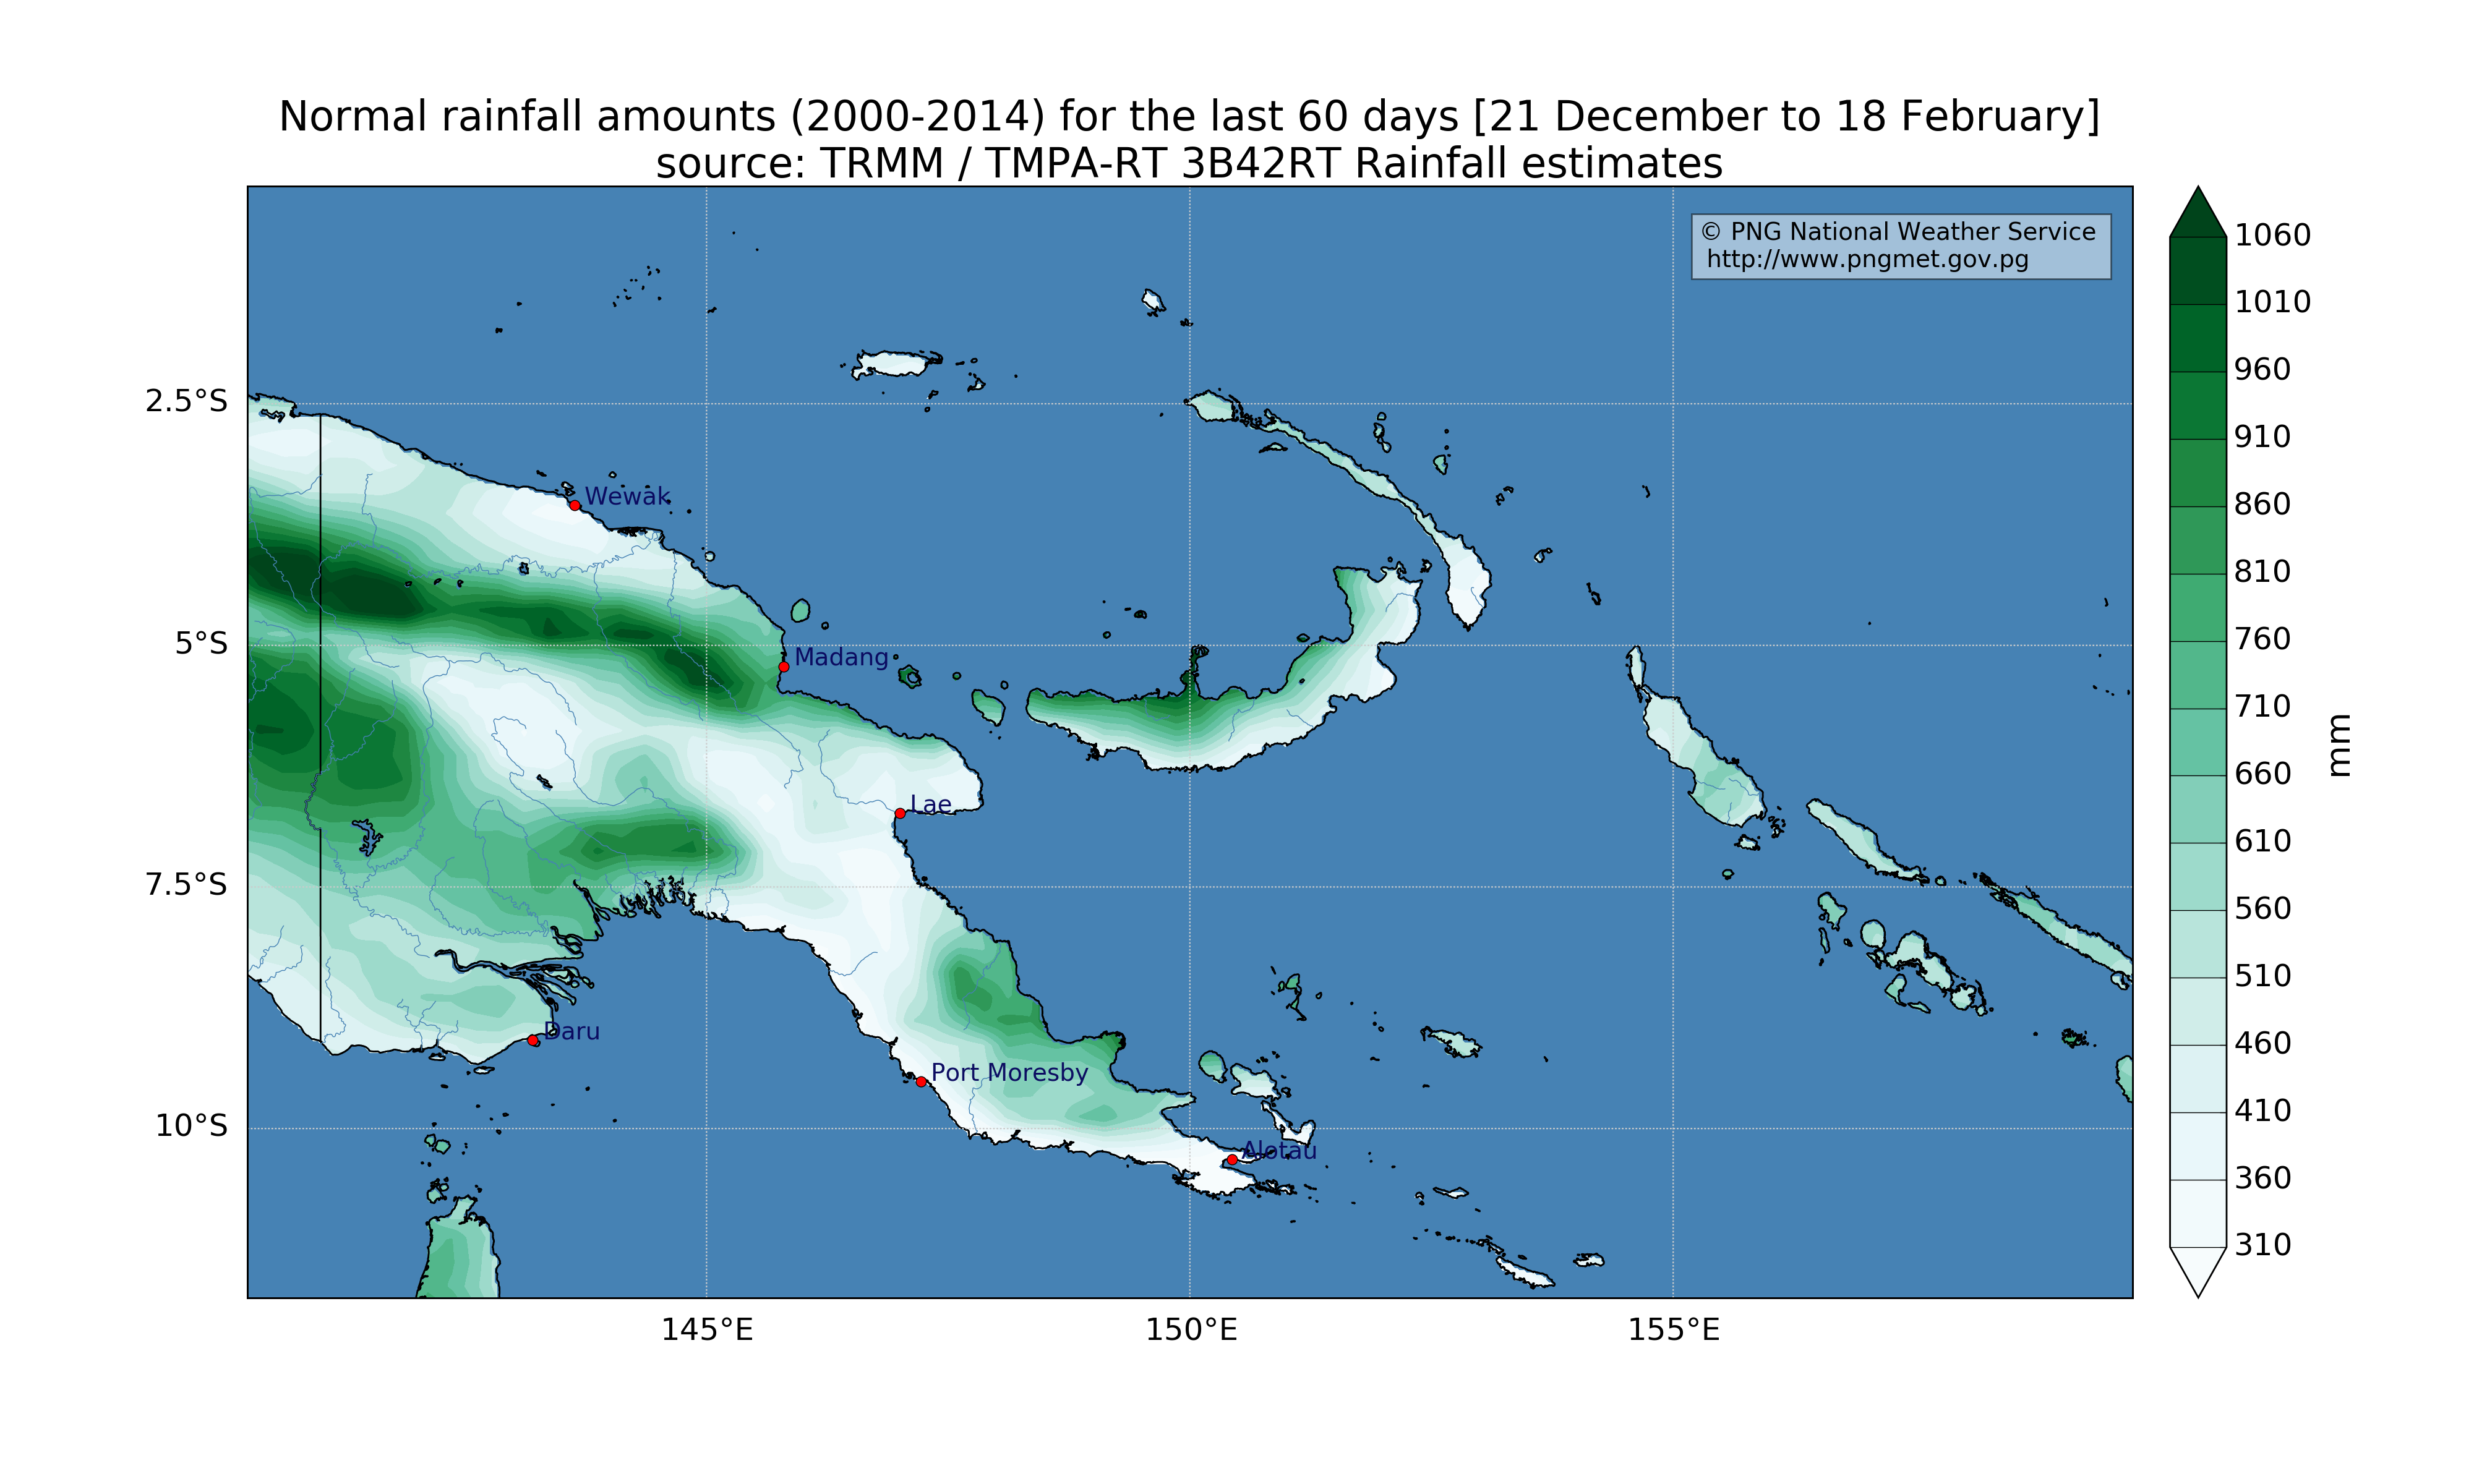 Normal rainfall amounts (2000-2014) for the last 60 days [21 December to 18 February]
source: TRMM / TMPA-RT 3B42RT Rainfall estimates
© PNG National Weather Service
http://www.pngmet.gov.pg
1060
1010
960
910
860
810
760
710
660
610
560
510
460
410
360
310
mm
2.5°S
5°S
7.5°S
10°S
Wewak
Madang
Lae
Daru
Port Moresby
Alotau
145°E
150°E
155°E